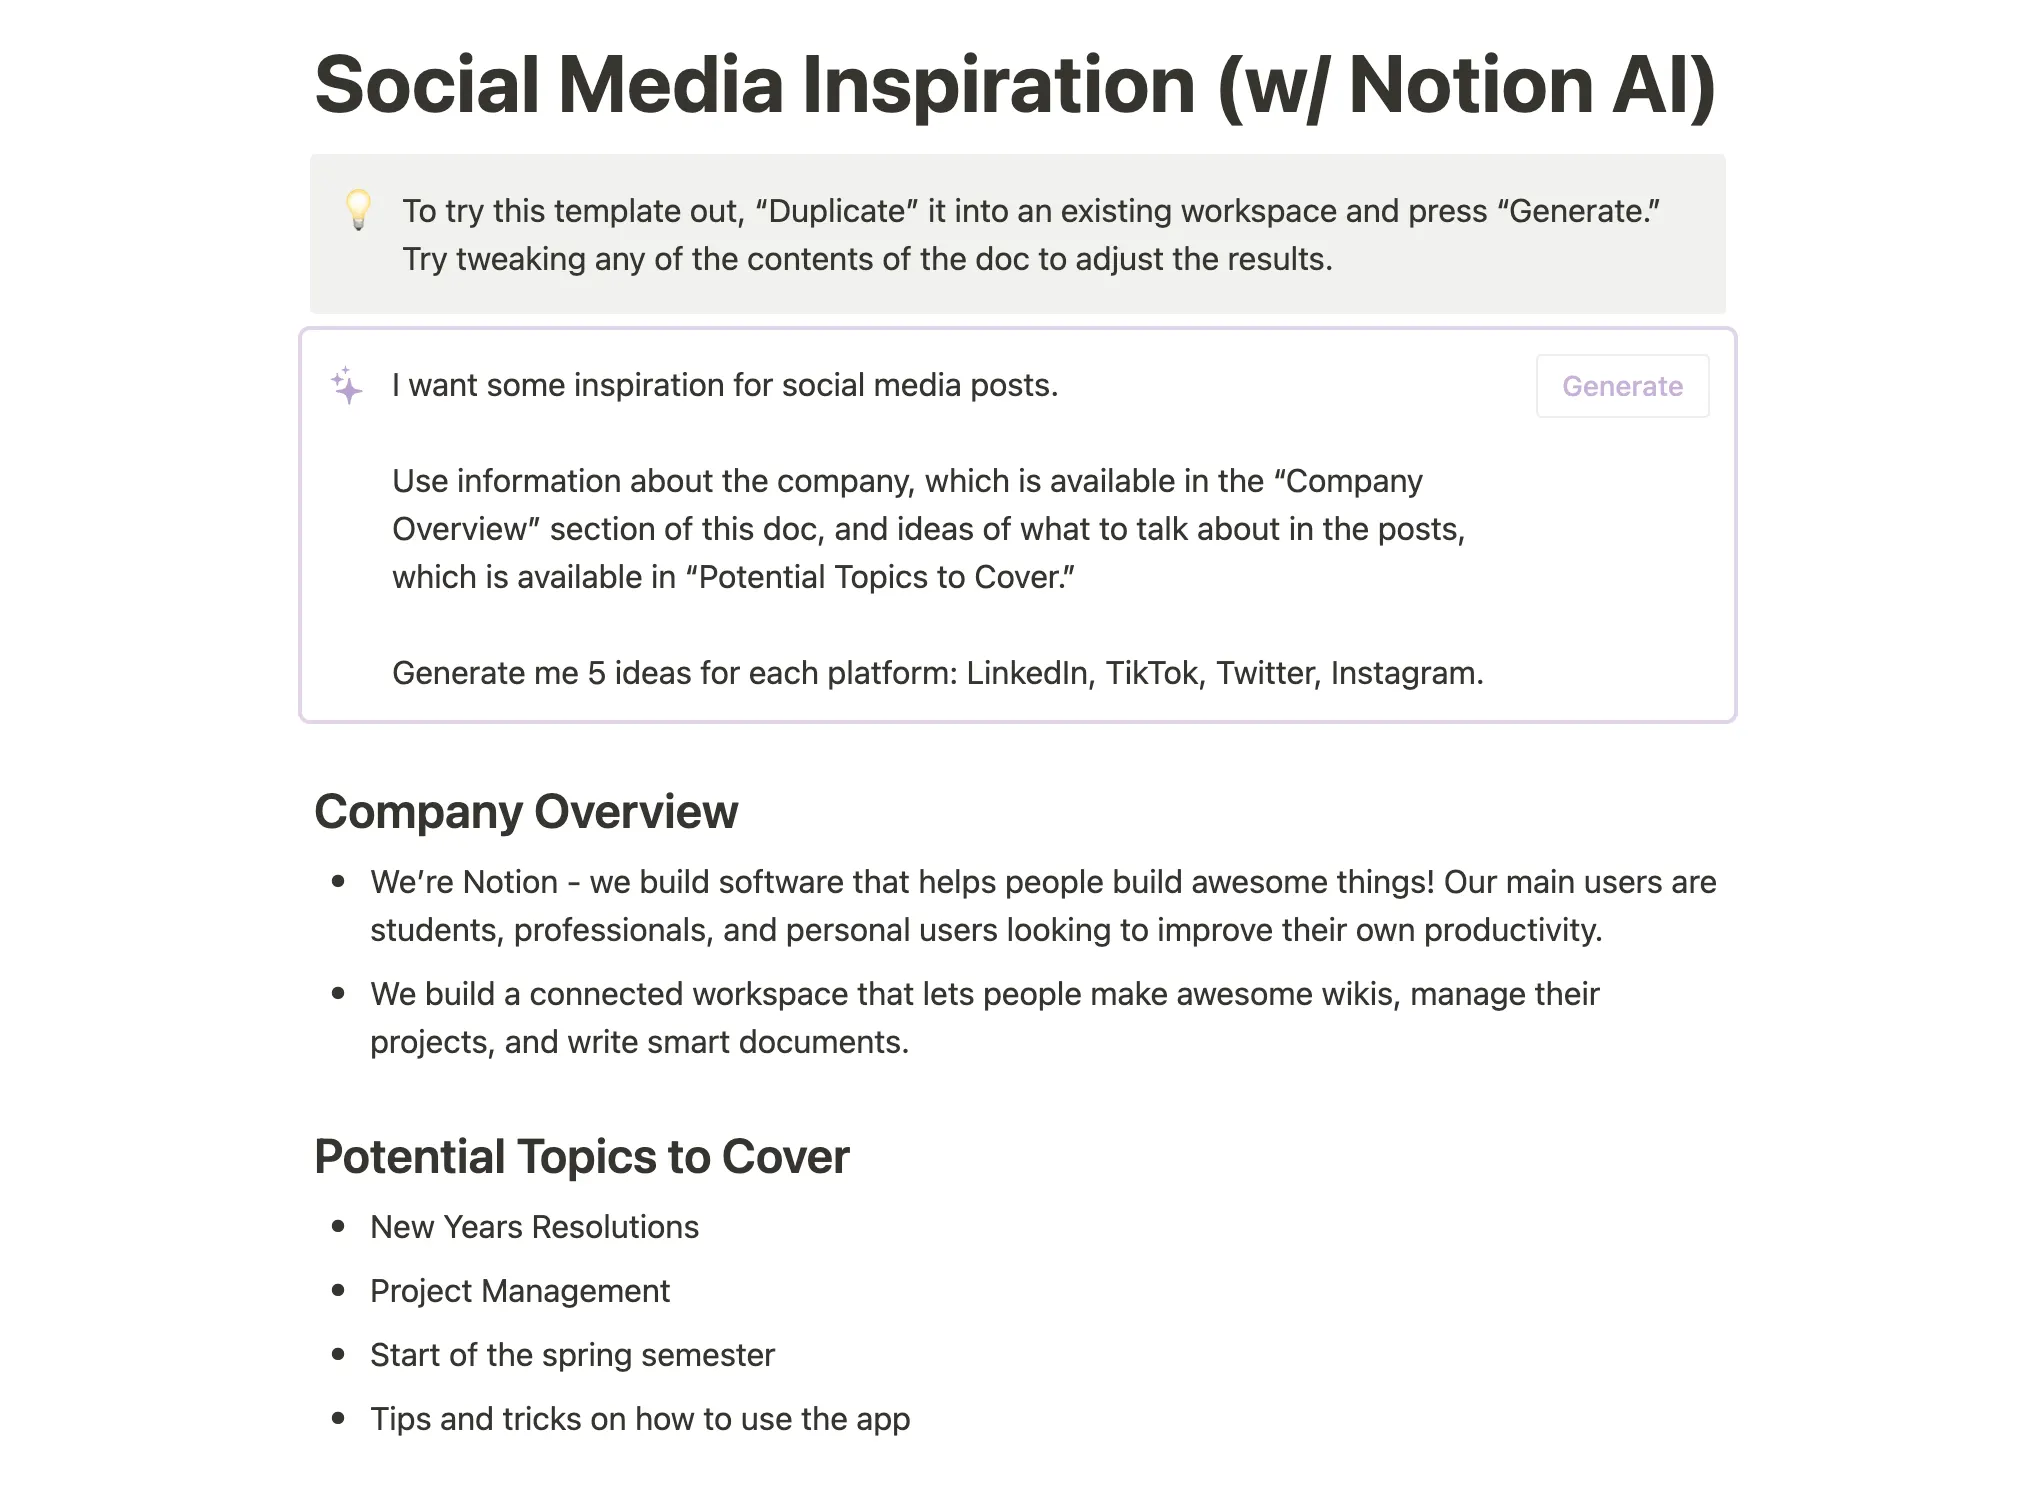 Social Media Inspiration (w/ Notion AI)
To try this template out, “Duplicate” it into an existing workspace and press “Generate.”
Try tweaking any of the contents of the doc to adjust the results.
I want some inspiration for social media posts.
Generate
Use information about the company, which is available in the “Company
Overview” section of this doc, and ideas of what to talk about in the posts,
which is available in “Potential Topics to Cover.”
Generate me 5 ideas for each platform: LinkedIn, TikTok, Twitter, Instagram.
Company Overview
• We’re Notion - we build software that helps people build awesome things! Our main users are
students, professionals, and personal users looking to improve their own productivity.
• We build a connected workspace that lets people make awesome wikis, manage their
projects, and write smart documents.
Potential Topics to Cover
• New Years Resolutions
• Project Management
• Start of the spring semester
• Tips and tricks on how to use the app